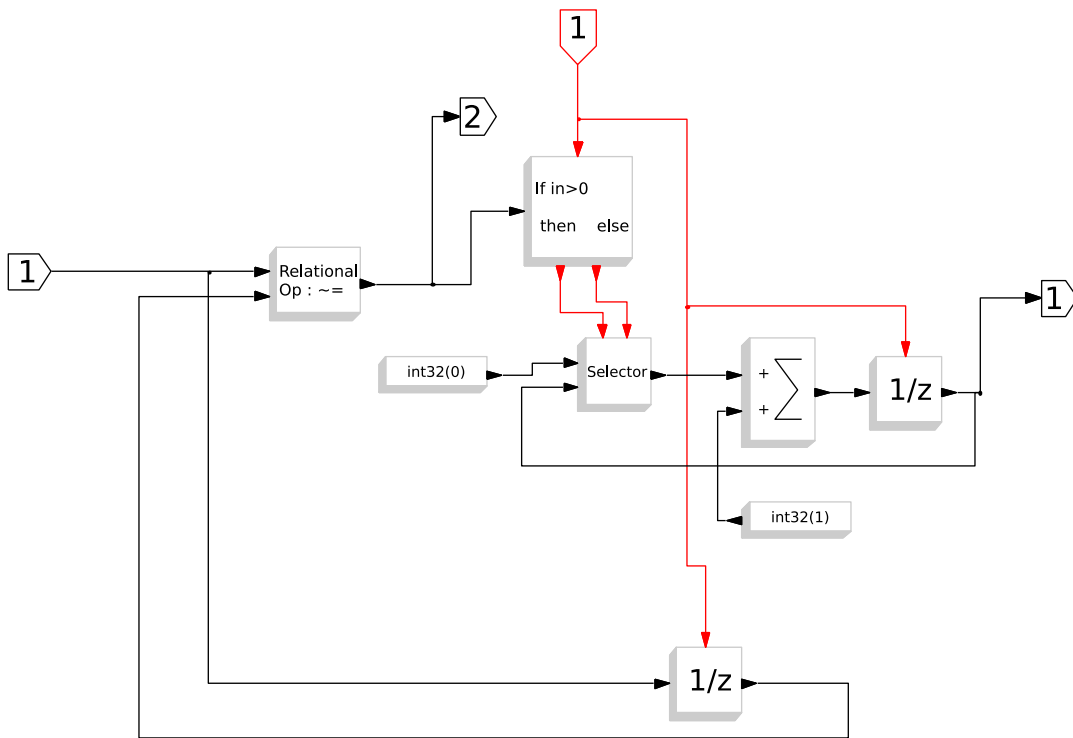 1
2
If in>0
then else
1
Relational
Op : ~=
1
int32(0)
Selector
+
+
∑
1/z
int32(1)
1/z